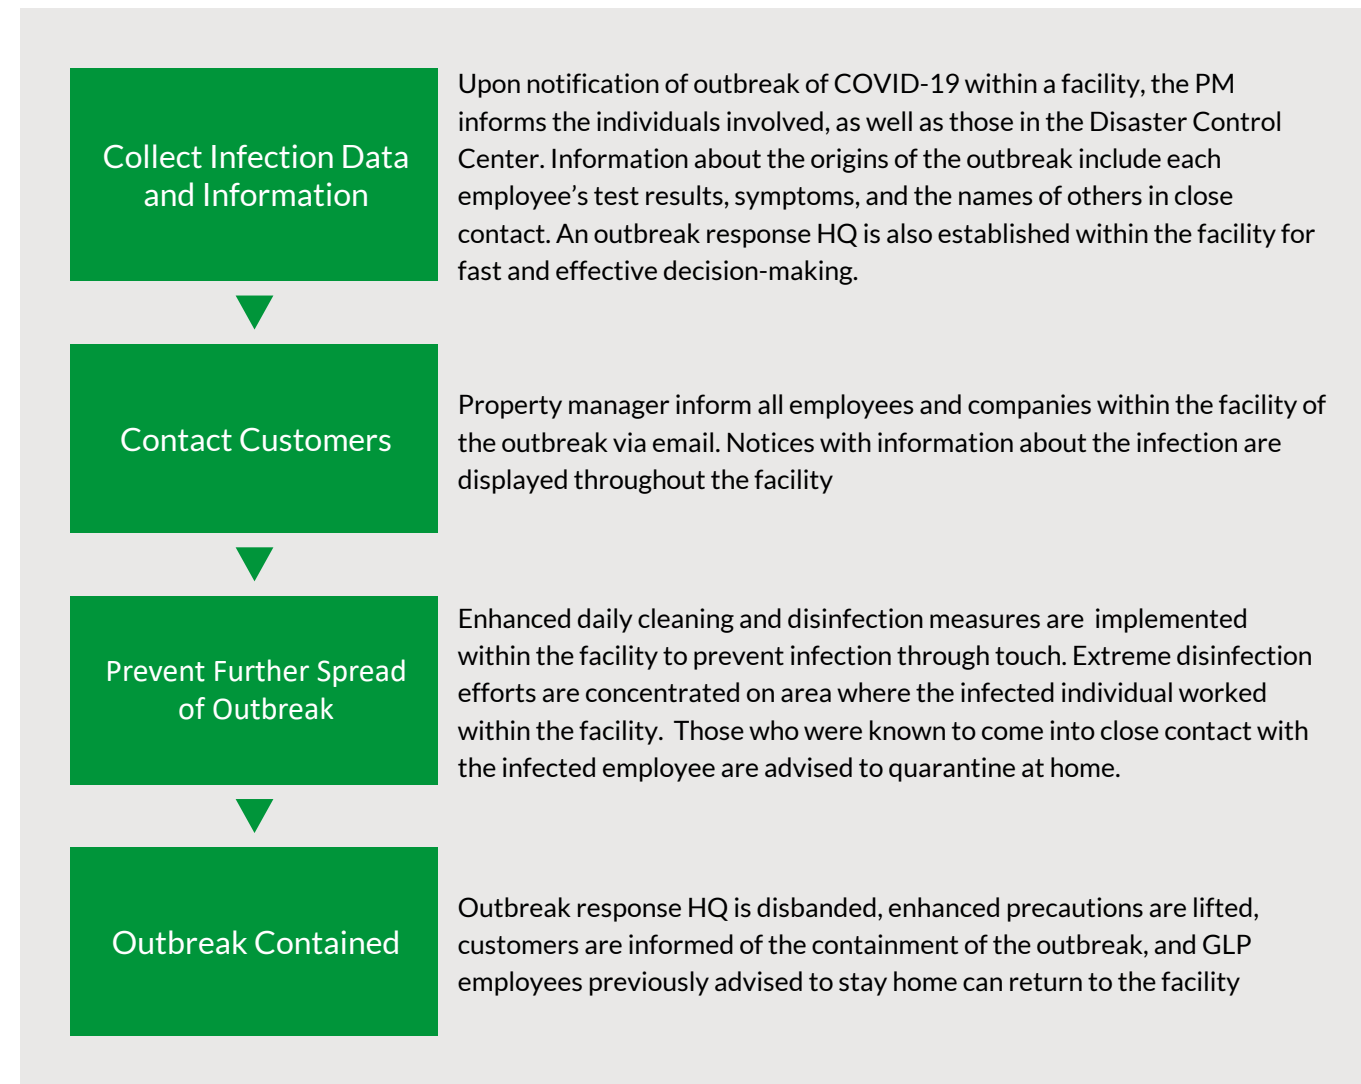 Collect Infection Data
and Information
Upon notification of outbreak of COVID-19 within a facility, the PM
informs the individuals involved, as well as those in the Disaster Control
Center. Information about the origins of the outbreak include each
employee’s test results, symptoms, and the names of others in close
contact. An outbreak response HQ is also established within the facility for
fast and effective decision-making.
Contact Customers
Property manager inform all employees and companies within the facility of
the outbreak via email. Notices with information about the infection are
displayed throughout the facility
Prevent Further Spread
of Outbreak
Enhanced daily cleaning and disinfection measures are  implemented
within the facility to prevent infection through touch. Extreme disinfection
efforts are concentrated on area where the infected individual worked
within the facility.  Those who were known to come into close contact with
the infected employee are advised to quarantine at home.
Outbreak Contained
Outbreak response HQ is disbanded, enhanced precautions are lifted,
customers are informed of the containment of the outbreak, and GLP
employees previously advised to stay home can return to the facility